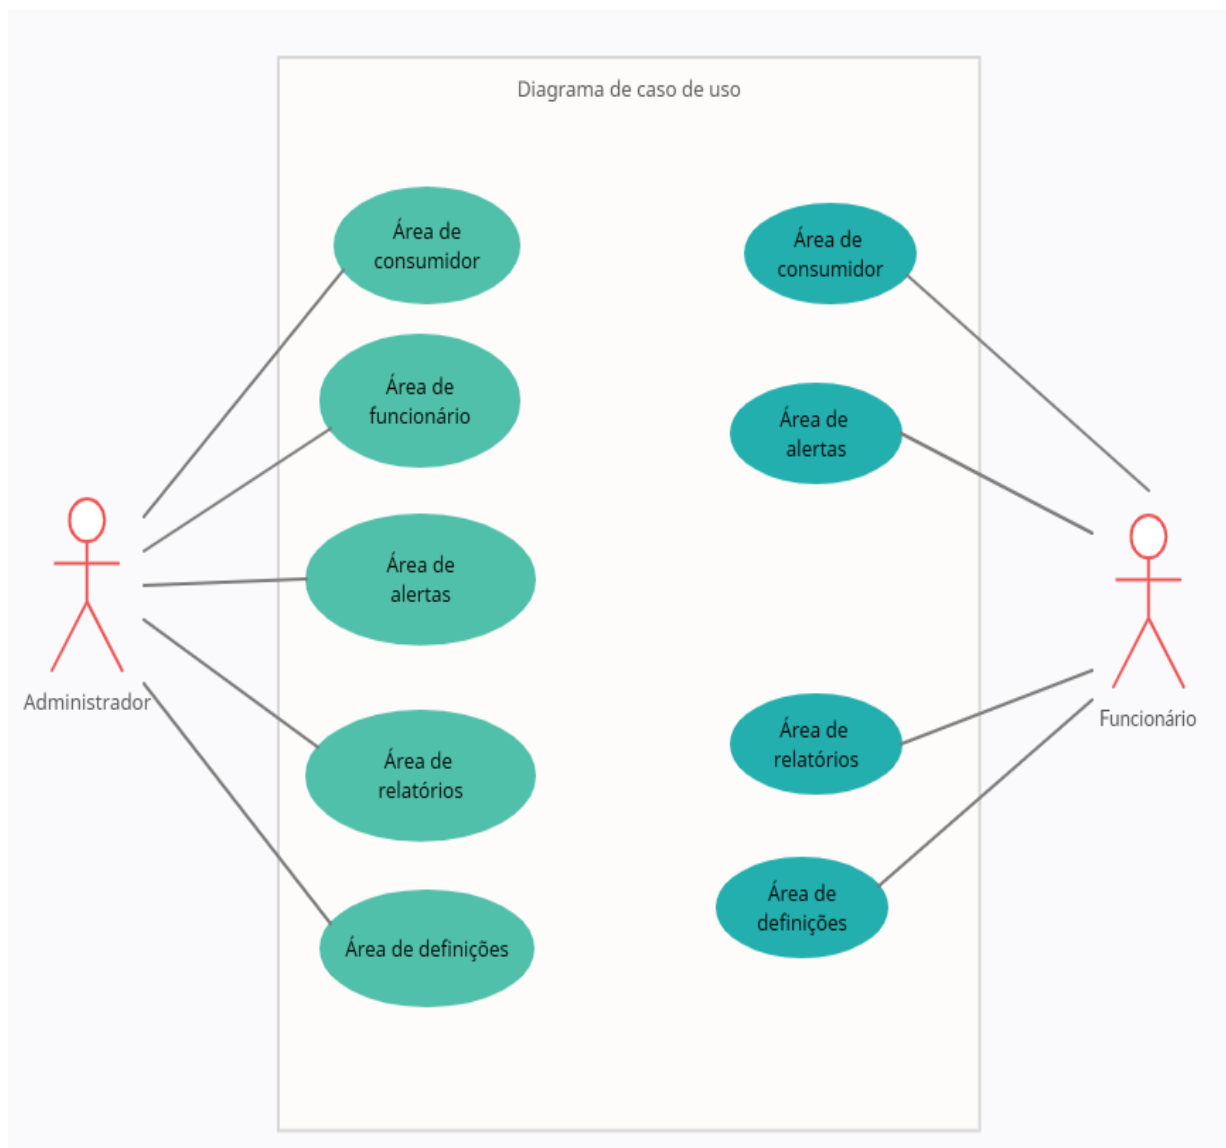 Diagrama de caso de uso
Área de
consumidor
Área de
funcionário
Área de
alertas
Área de
relatórios
Área de definições
Administrador
Área de
consumidor
Área de
alertas
Área de
relatórios
Área de
definições
Funcionário